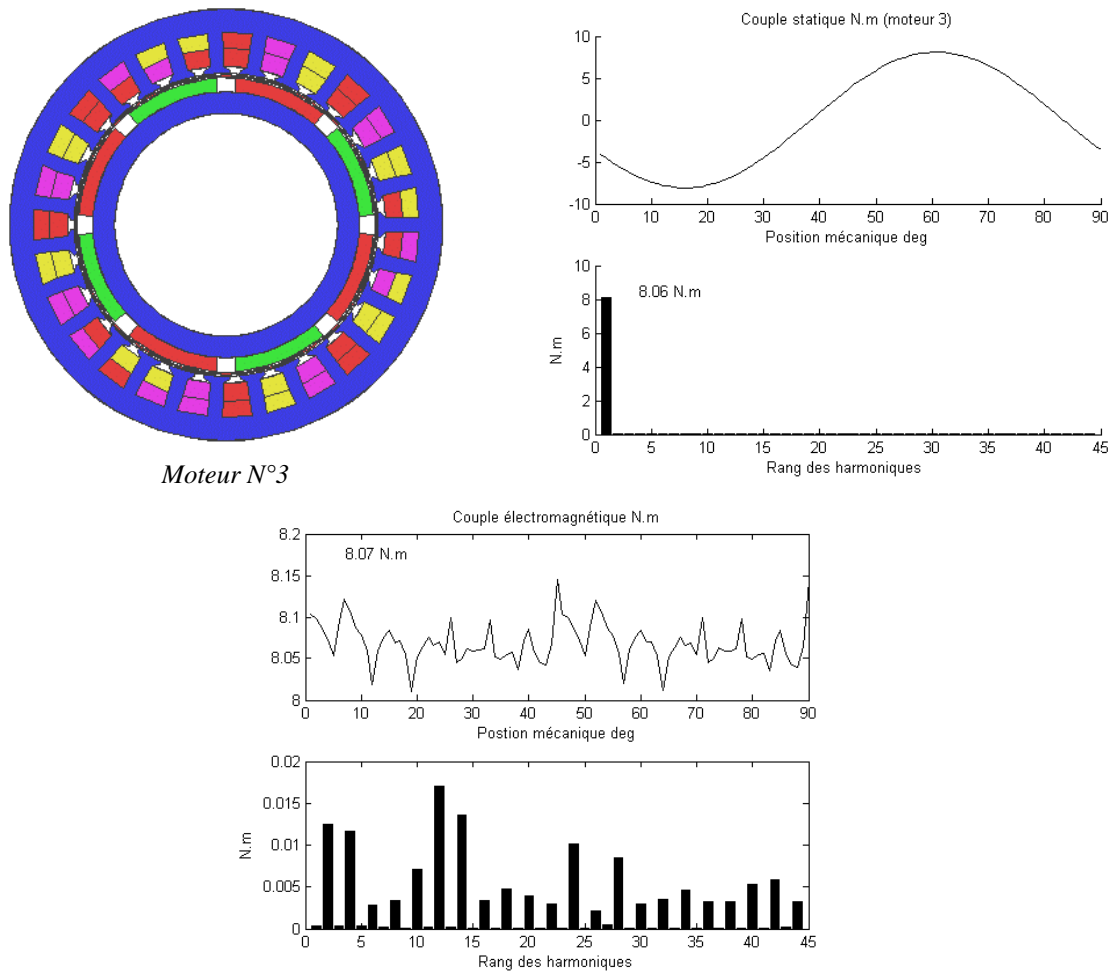 Couple statique N.m (moteur 3)
10
5
0
-5
-10
0 10 20 30 40 50 60 70 80 90
Position mécanique deg
10
8
6
4
2
0
N.m
8.06 N.m
0 5 10 15 20 25 30 35 40 45
Rang des harmoniques
Moteur N°3
Couple électromagnétique N.m
8.2
8.15
8.1
8.05
8
8.07 N.m
0 10 20 30 40 50 60 70 80 90
Postion mécanique deg
0.02
0.015
0.01
0.005
0
N.m
0 5 10 15 20 25 30 35 40 45
Rang des harmoniques